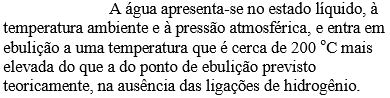 A água apresenta-se no estado líquido, à
temperatura ambiente e à pressão atmosférica, e entra em
ebulição a uma temperatura que é cerca de 200 °C mais
elevada do que a do ponto de ebulição previsto
teoricamente, na ausência das ligações de hidrogênio.